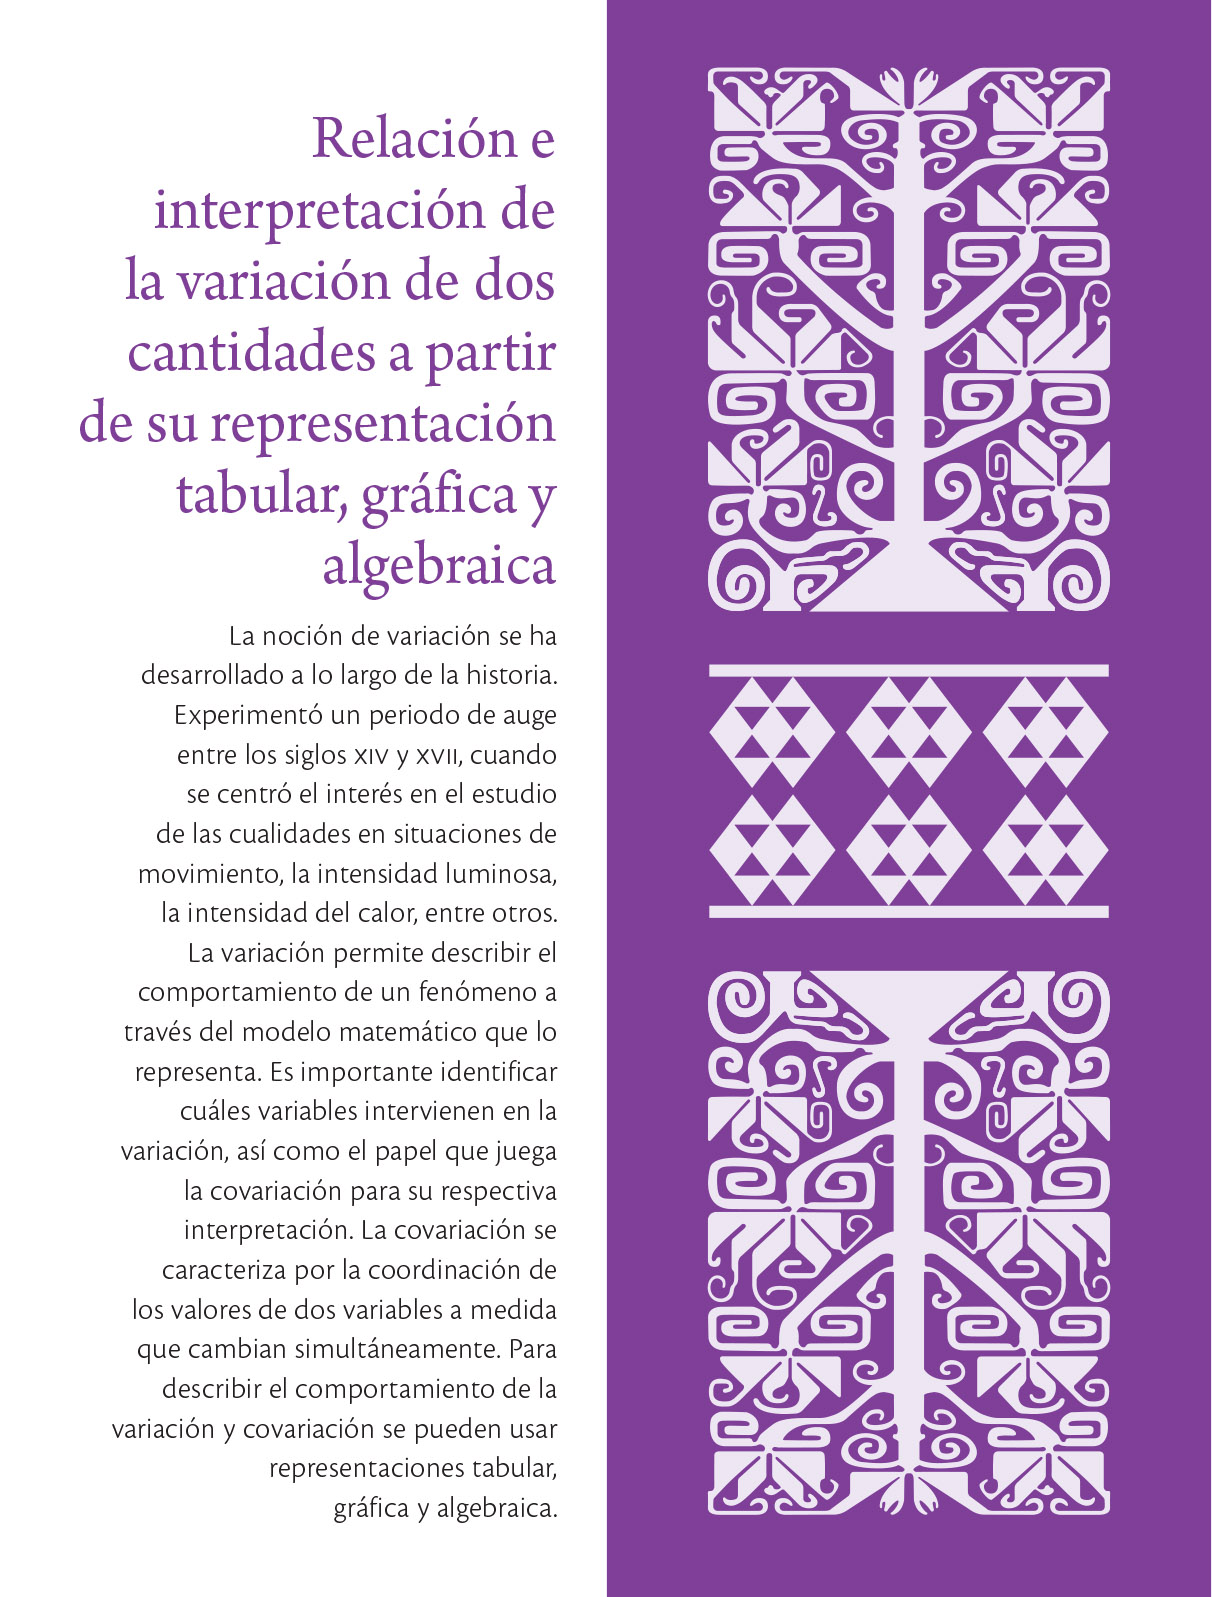 Relación e
interpretación de
la variación de dos
cantidades a partir
de su representación
tabular, gráfica y
algebraica
La noción de variación se ha
desarrollado a lo largo de la historia.
Experimentó un periodo de auge
entre los siglos XIV y XVII, cuando
se centró el interés en el estudio
de las cualidades en situaciones de
movimiento, la intensidad luminosa,
la intensidad del calor, entre otros.
La variación permite describir el
comportamiento de un fenómeno a
través del modelo matemático que lo
representa. Es importante identificar
cuáles variables intervienen en la
variación, así como el papel que juega
la covariación para su respectiva
interpretación. La covariación se
caracteriza por la coordinación de
los valores de dos variables a medida
que cambian simultáneamente. Para
describir el comportamiento de la
variación y covariación se pueden usar
representaciones tabular,
gráfica y algebraica.